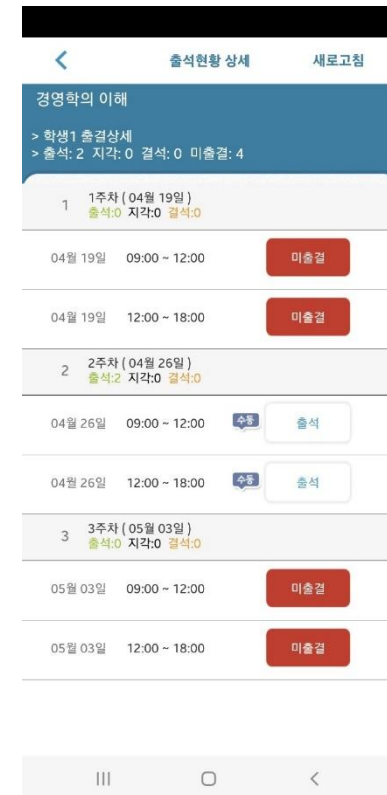 출석현황 상세 새로고침
경영학의 이해
> 학생1 출결상세
> 출석: 2 지각: 0 결석: 0 미출결: 4
1 1주차 ( 04월 19일 )
출석:0 지각:0 결석:0
04월 19일 09:00 ~ 12:00 미출결
04월 19일 12:00 ~ 18:00 미출결
2 2주차 ( 04월 26일 )
출석:2 지각:0 결석:0
04월 26일 09:00 ~ 12:00 수동 출석
04월 26일 12:00 ~ 18:00 수동 출석
3 3주차 ( 05월 03일 )
출석:0 지각:0 결석:0
05월 03일 09:00 ~ 12:00 미출결
05월 03일 12:00 ~ 18:00 미출결